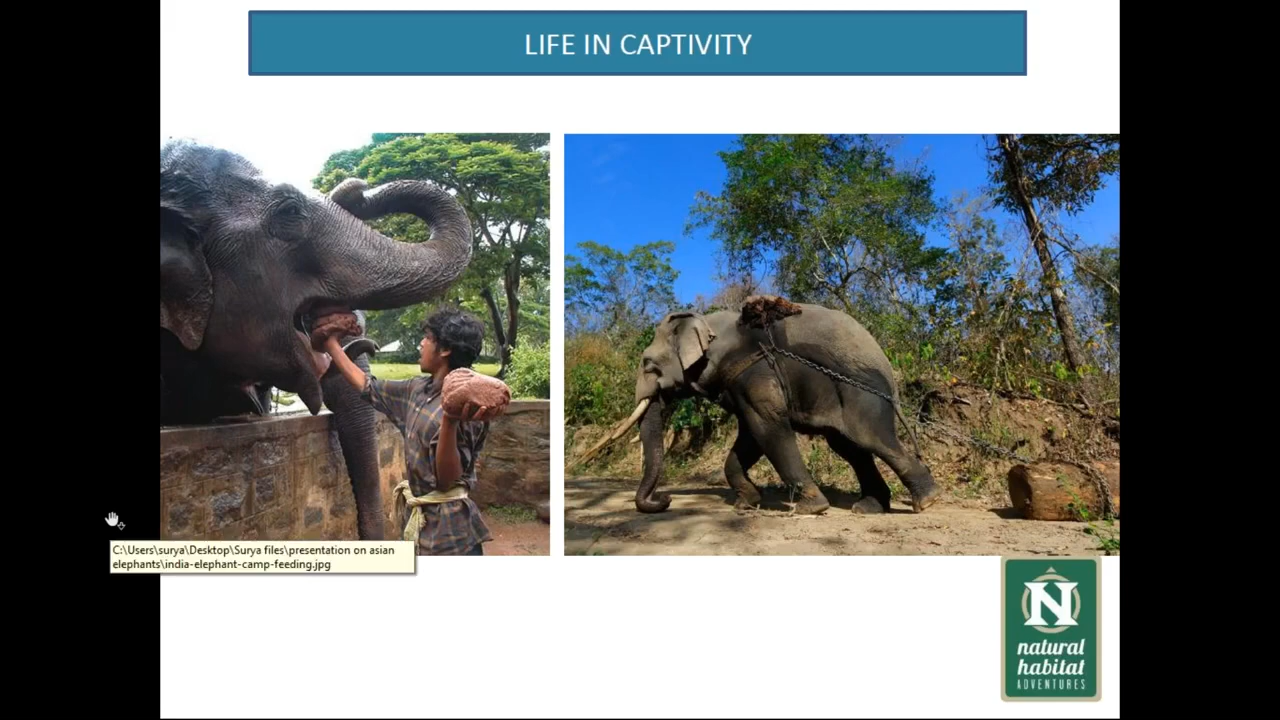 LIFE IN CAPTIVITY
C:\Users\surya\Desktop\Surya files\presentation on asian
elephants\india-elephant-camp-feeding.jpg
N
natural
habitat
ADVENTURES